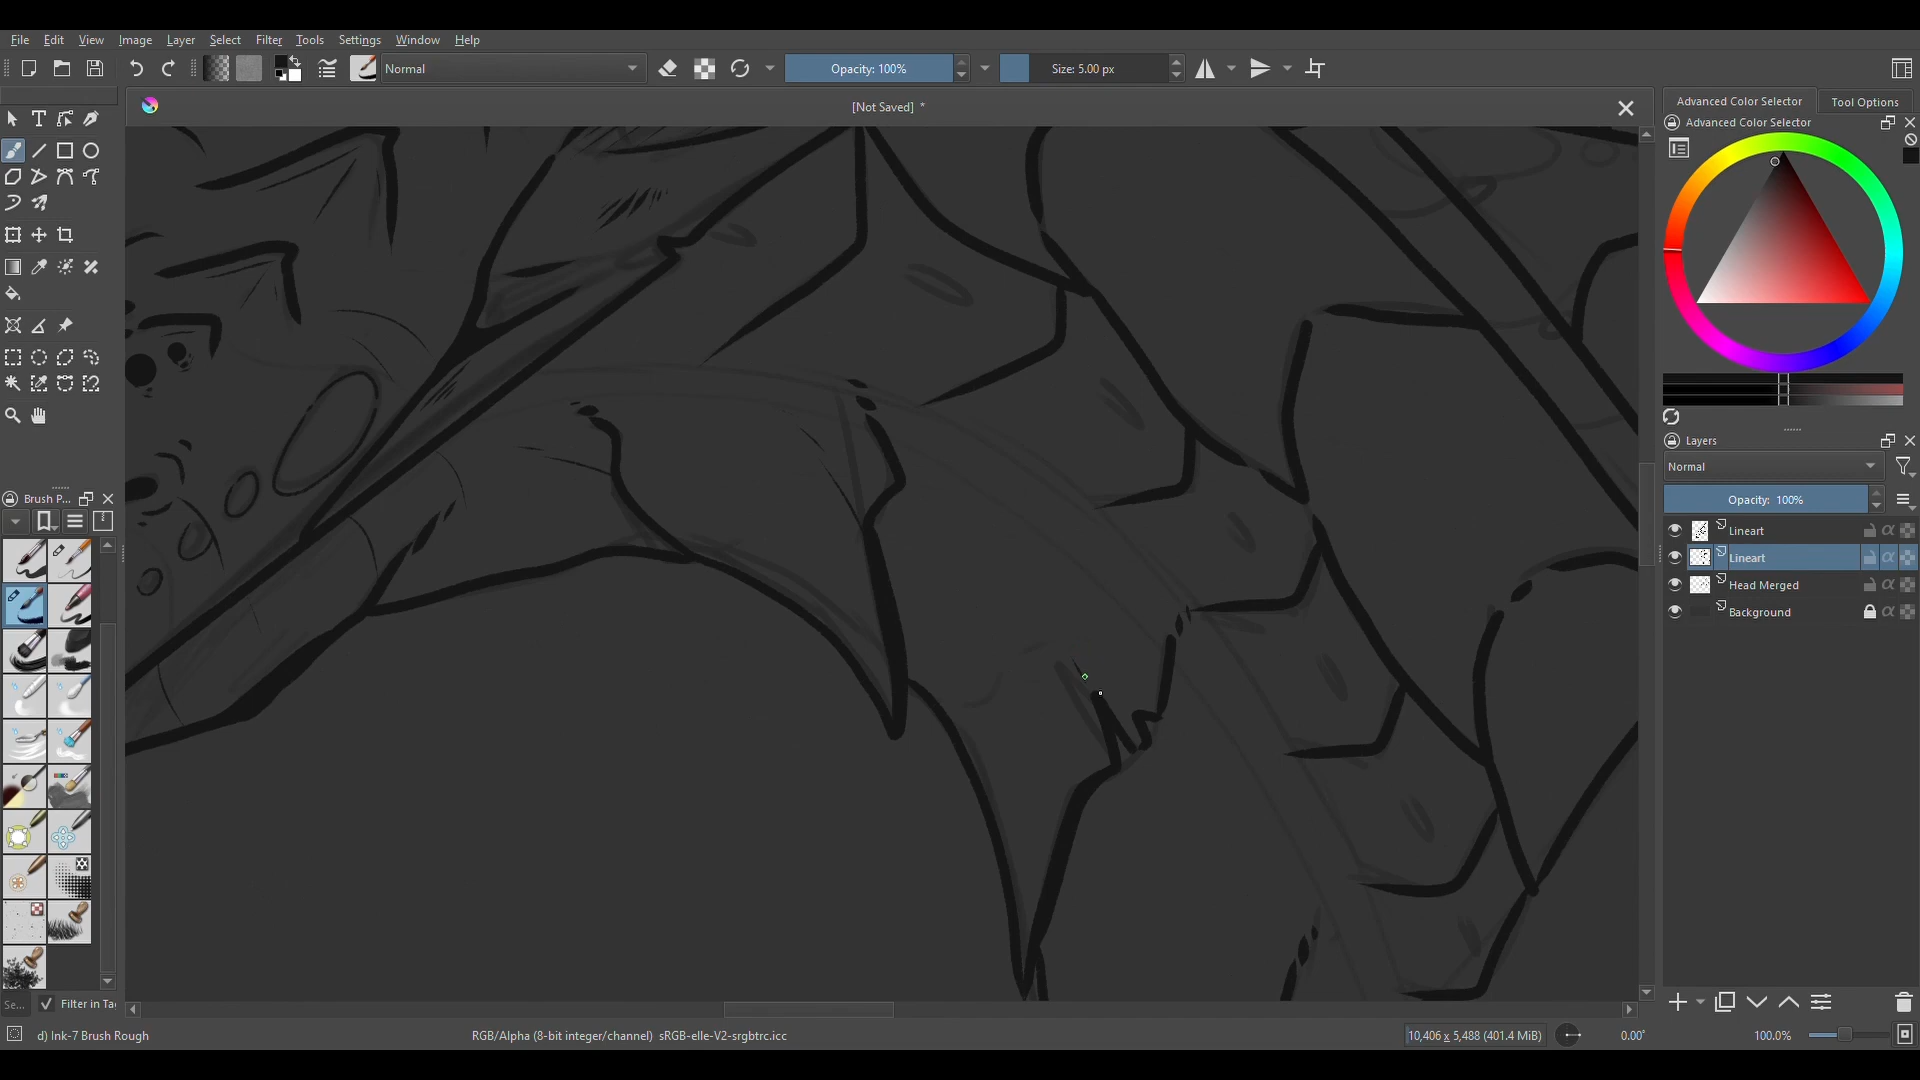 File Edit View Image Layer Select Filter Tools Settings Window Help
Normal Opacity: 100% Size: 5.00 px
[Not Saved] *
Advanced Color Selector Tool Options
Advanced Color Selector
Layers
Normal
Opacity: 100%
Lineart
Lineart
Head Merged
Background
Brush P...
Se... Filter in Ta
d) Ink-7 Brush Rough RGB/Alpha (8-bit integer/channel) sRGB-elle-V2-srgbtrc.icc 10,406 x 5,488 (401.4 MiB) 0.00° 100.0%